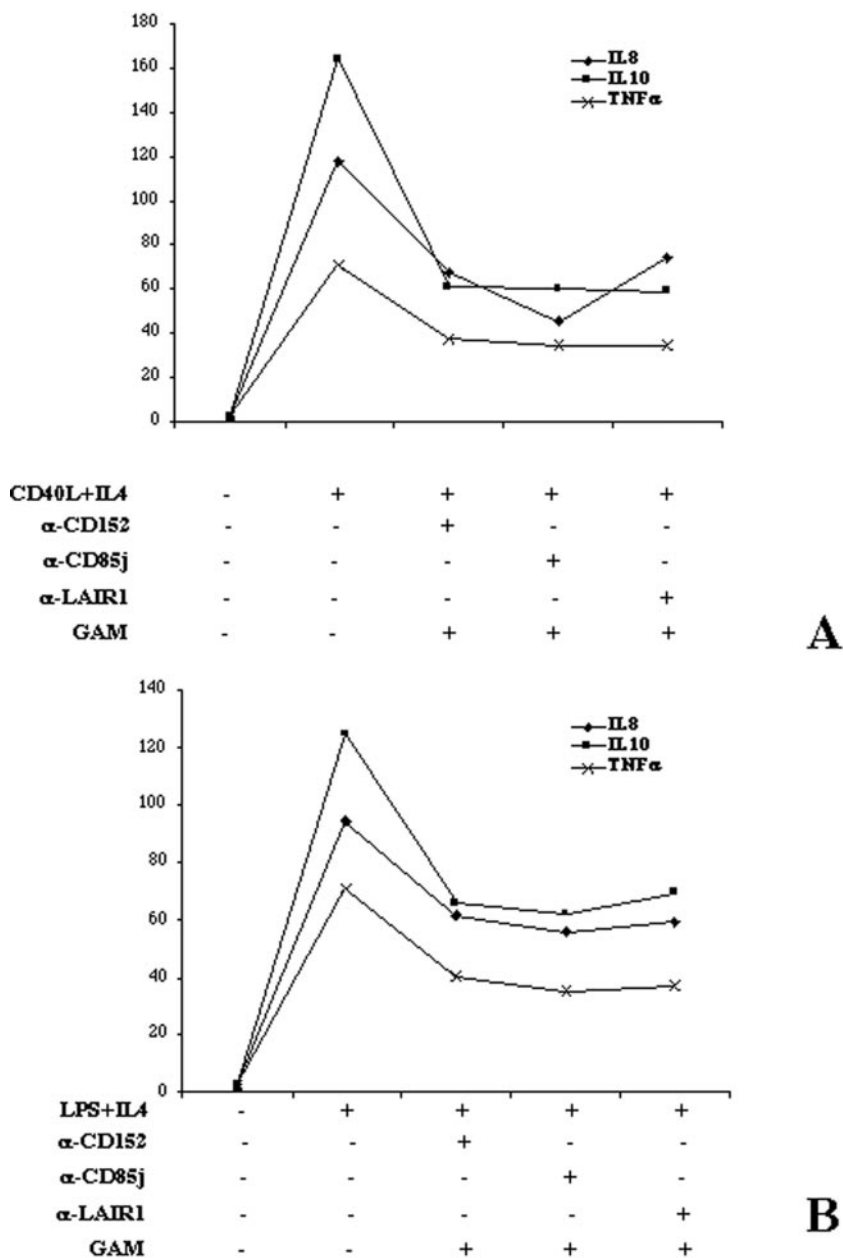 180
160
140
120
100
80
60
40
20
0
IL8
IL10
TNFα
CD40L+IL4 - + + + +
α-CD152 - - + - -
α-CD85j - - - + -
α-LAIR1 - - - - +
GAM - - + + +
A
140
120
100
80
60
40
20
0
IL8
IL10
TNFα
LPS+IL4 - + + + +
α-CD152 - - + - -
α-CD85j - - - + -
α-LAIR1 - - - - +
GAM - - + + +
B